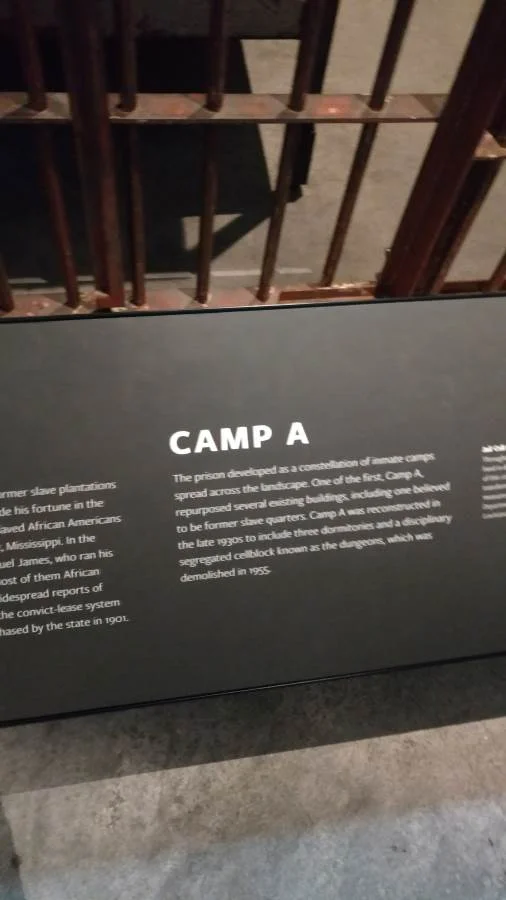 rmer slave plantations
de his fortune in the
aved African Americans
, Mississippi. In the
uel James, who ran his
ost of them African
idespread reports of
the convict-lease system
hased by the state in 1901.
CAMP A
The prison developed as a constellation of inmate camps
spread across the landscape. One of the first, Camp A,
repurposed several existing buildings, including one believed
to be former slave quarters. Camp A was reconstructed in
the late 1930s to include three dormitories and a disciplinary
segregated cellblock known as the dungeons, which was
demolished in 1955.